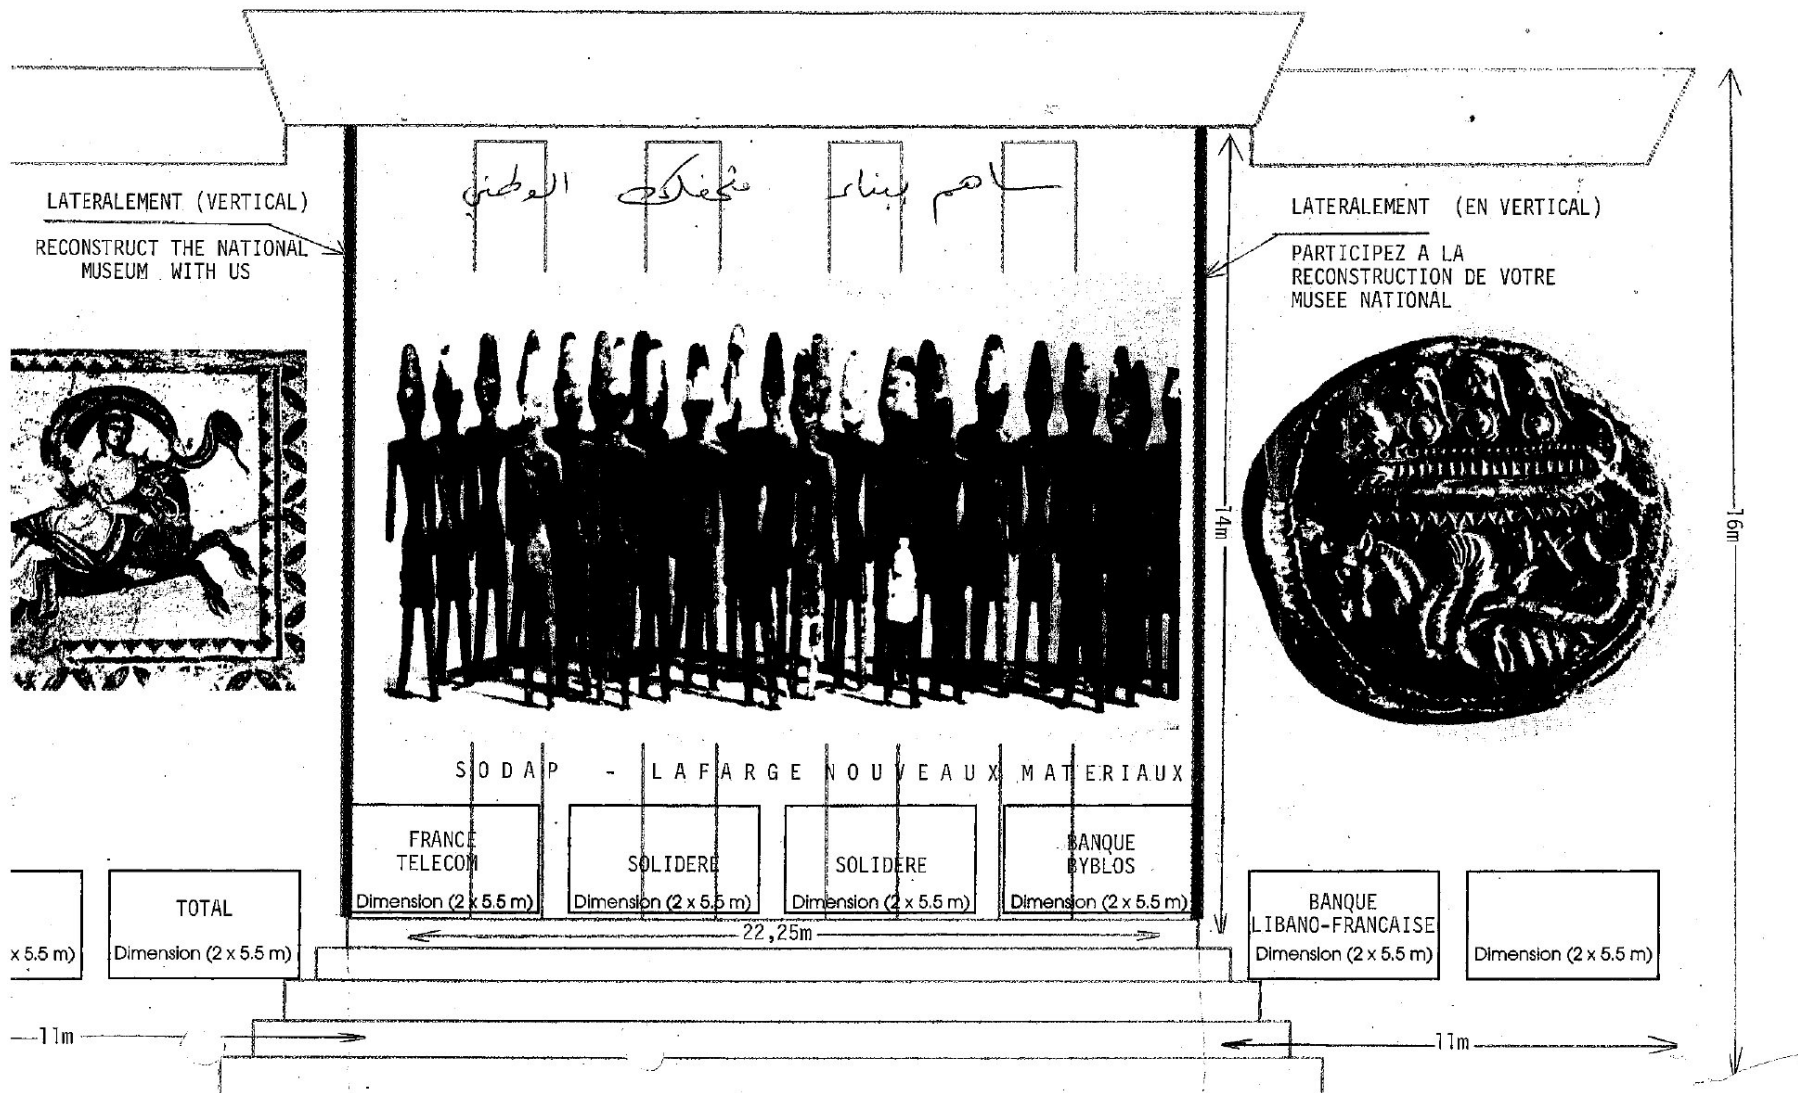 ساهم ببناء متحفك الوطني
LATERALEMENT (VERTICAL)
RECONSTRUCT THE NATIONAL
MUSEUM WITH US
LATERALEMENT (EN VERTICAL)
PARTICIPEZ A LA
RECONSTRUCTION DE VOTRE
MUSEE NATIONAL
14m
16m
SODAP - LAFARGE NOUVEAUX MATERIAUX
FRANCE
TELECOM
Dimension (2 x 5.5 m)
SOLIDERE
Dimension (2 x 5.5 m)
SOLIDERE
Dimension (2 x 5.5 m)
BANQUE
BYBLOS
Dimension (2 x 5.5 m)
x 5.5 m)
TOTAL
Dimension (2 x 5.5 m)
BANQUE
LIBANO-FRANCAISE
Dimension (2 x 5.5 m)
Dimension (2 x 5.5 m)
22,25m
11m
11m